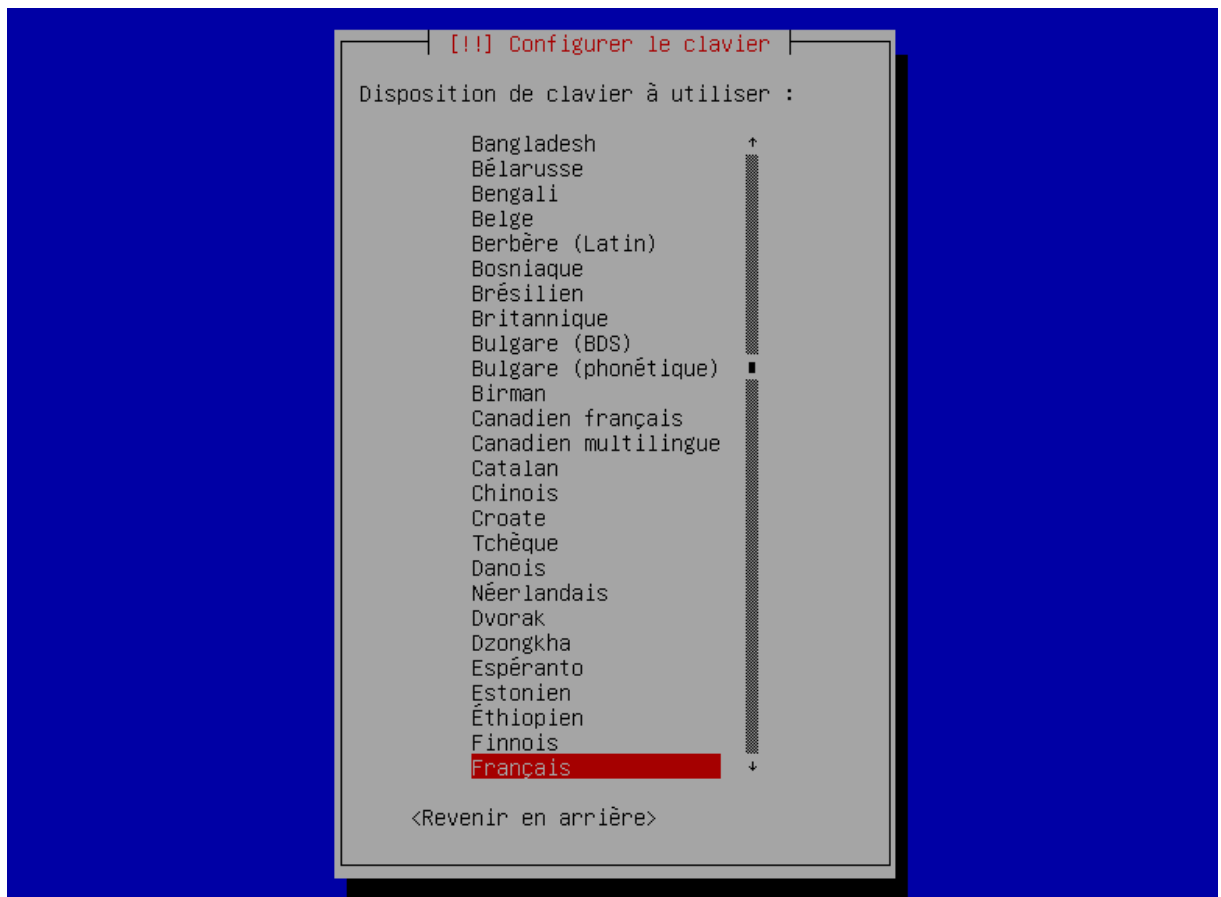 [!!] Configurer le clavier
Disposition de clavier à utiliser :
Bangladesh
Bélarusse
Bengali
Belge
Berbère (Latin)
Bosniaque
Brésilien
Britannique
Bulgare (BDS)
Bulgare (phonétique)
Birman
Canadien français
Canadien multilingue
Catalan
Chinois
Croate
Tchèque
Danois
Néerlandais
Dvorak
Dzongkha
Espéranto
Estonien
Éthiopien
Finnois
Français
<Revenir en arrière>